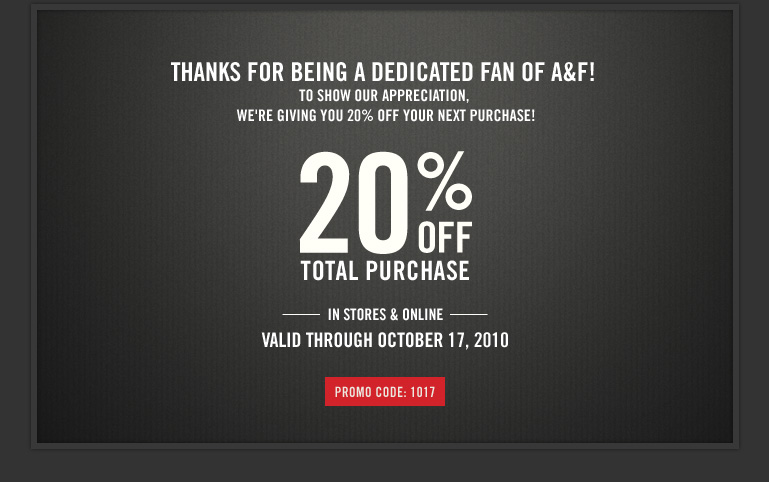 THANKS FOR BEING A DEDICATED FAN OF A&F!
TO SHOW OUR APPRECIATION,
WE'RE GIVING YOU 20% OFF YOUR NEXT PURCHASE!
20% OFF
TOTAL PURCHASE
IN STORES & ONLINE
VALID THROUGH OCTOBER 17, 2010
PROMO CODE: 1017